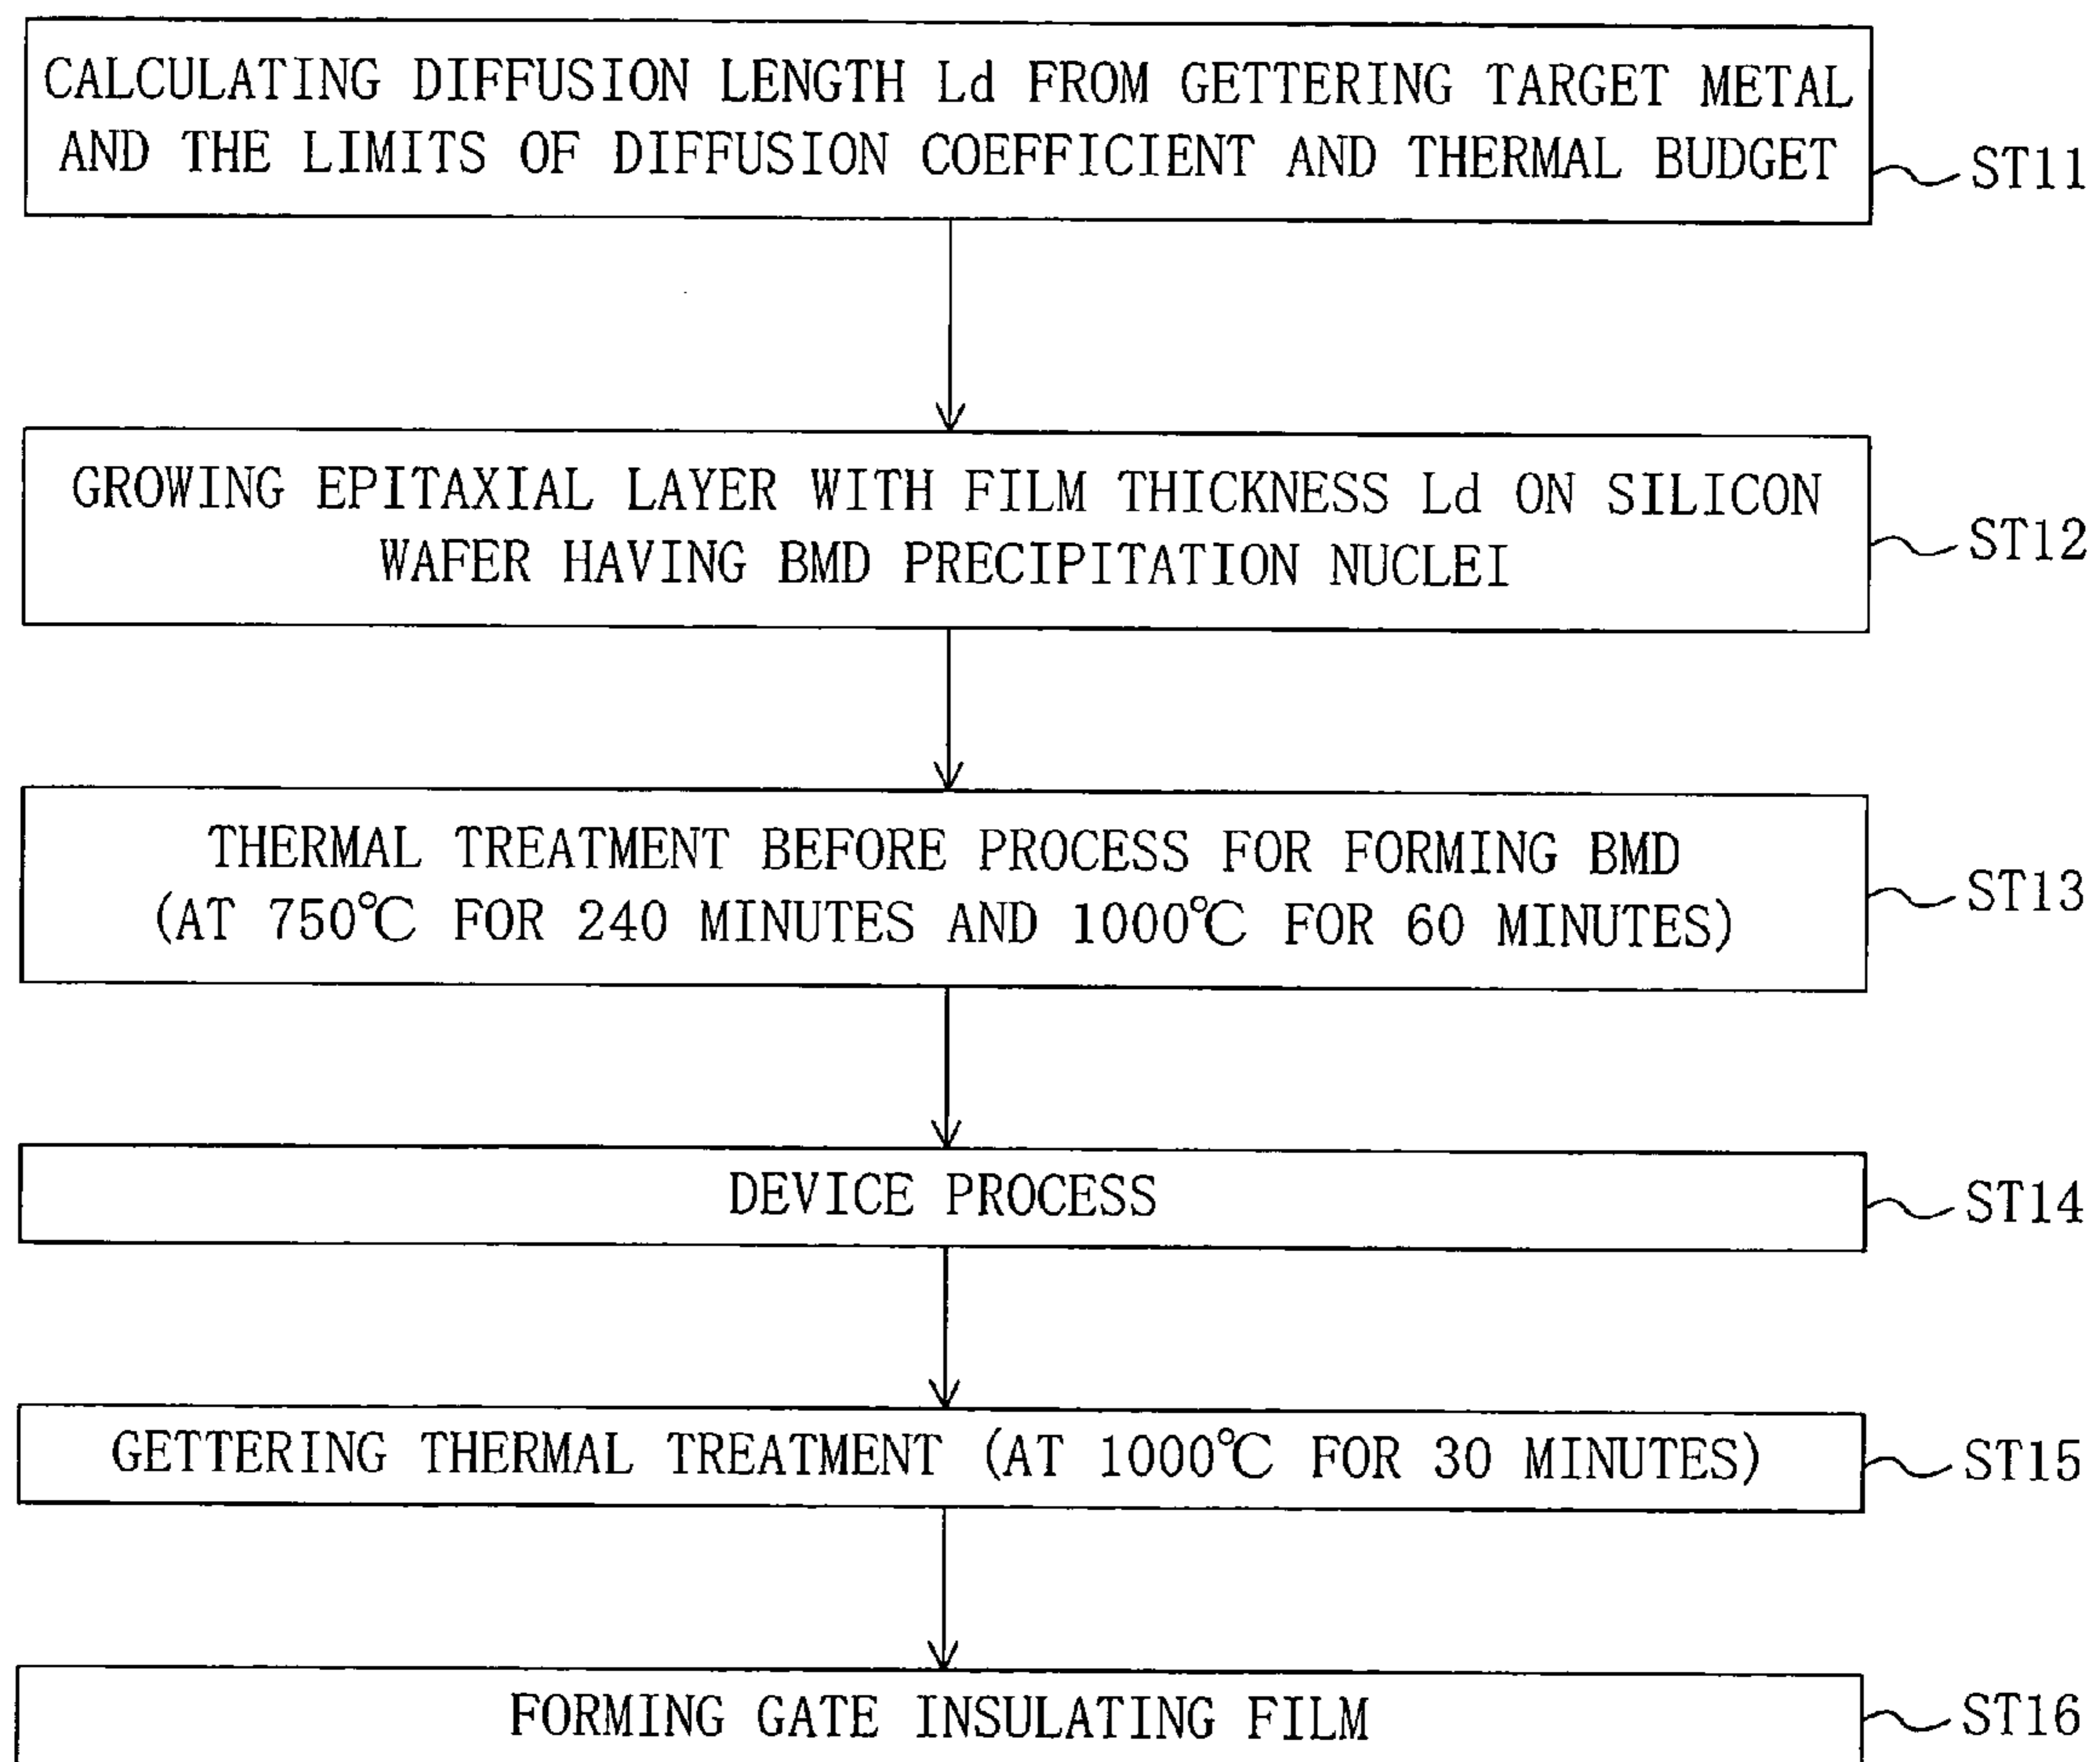 CALCULATING DIFFUSION LENGTH Ld FROM GETTERING TARGET METAL
AND THE LIMITS OF DIFFUSION COEFFICIENT AND THERMAL BUDGET
ST11
GROWING EPITAXIAL LAYER WITH FILM THICKNESS Ld ON SILICON
WAFER HAVING BMD PRECIPITATION NUCLEI
ST12
THERMAL TREATMENT BEFORE PROCESS FOR FORMING BMD
(AT 750℃ FOR 240 MINUTES AND 1000℃ FOR 60 MINUTES)
ST13
DEVICE PROCESS
ST14
GETTERING THERMAL TREATMENT (AT 1000℃ FOR 30 MINUTES)
ST15
FORMING GATE INSULATING FILM
ST16